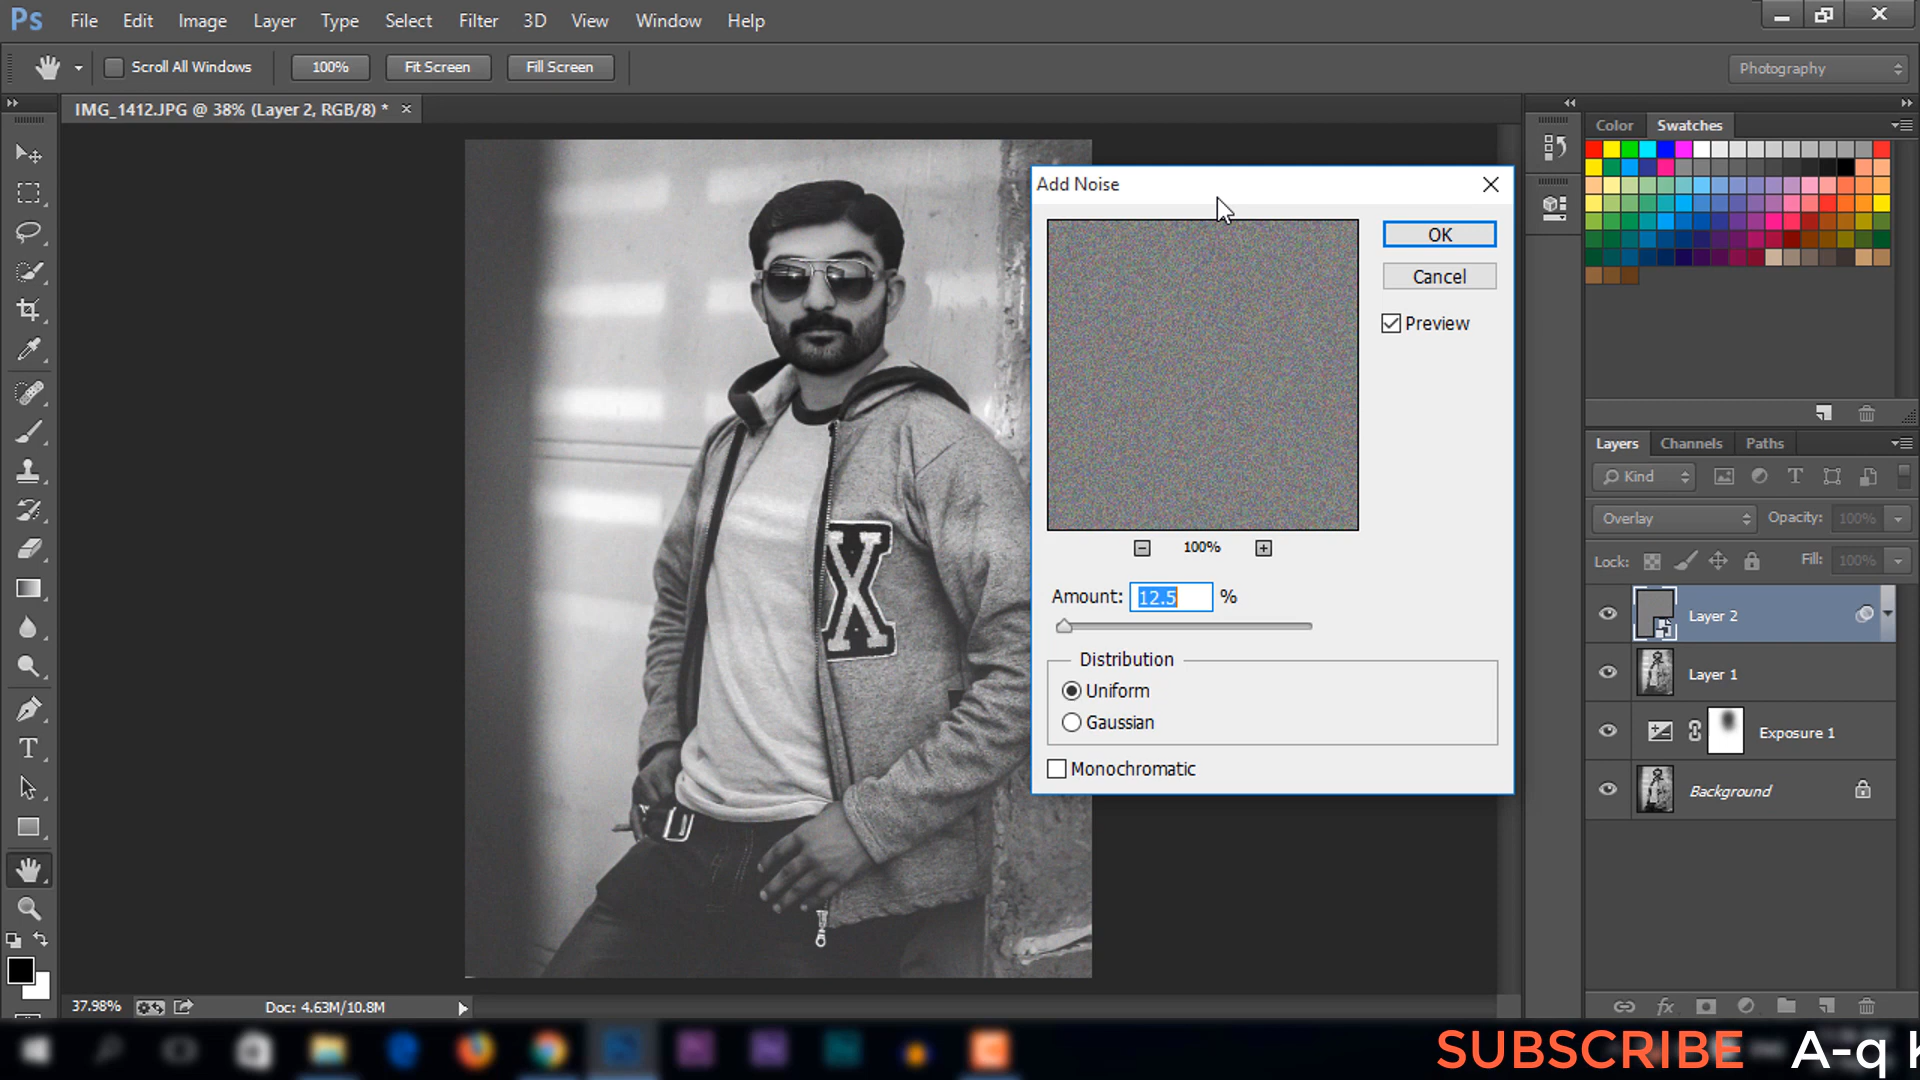 Ps File Edit Image Layer Type Select Filter 3D View Window Help
Scroll All Windows 100% Fit Screen Fill Screen Photography
IMG_1412.JPG @ 38% (Layer 2, RGB/8) * ×
Color Swatches
Add Noise
OK
Cancel
Preview
100%
Amount: 12.5 %
Distribution
Uniform
Gaussian
Monochromatic
X
Layers Channels Paths
Kind
Overlay Opacity: 100%
Lock: Fill: 100%
Layer 2
Layer 1
Exposure 1
Background
fx
37.98% Doc: 4.63M/10.8M
SUBSCRIBE A-q K